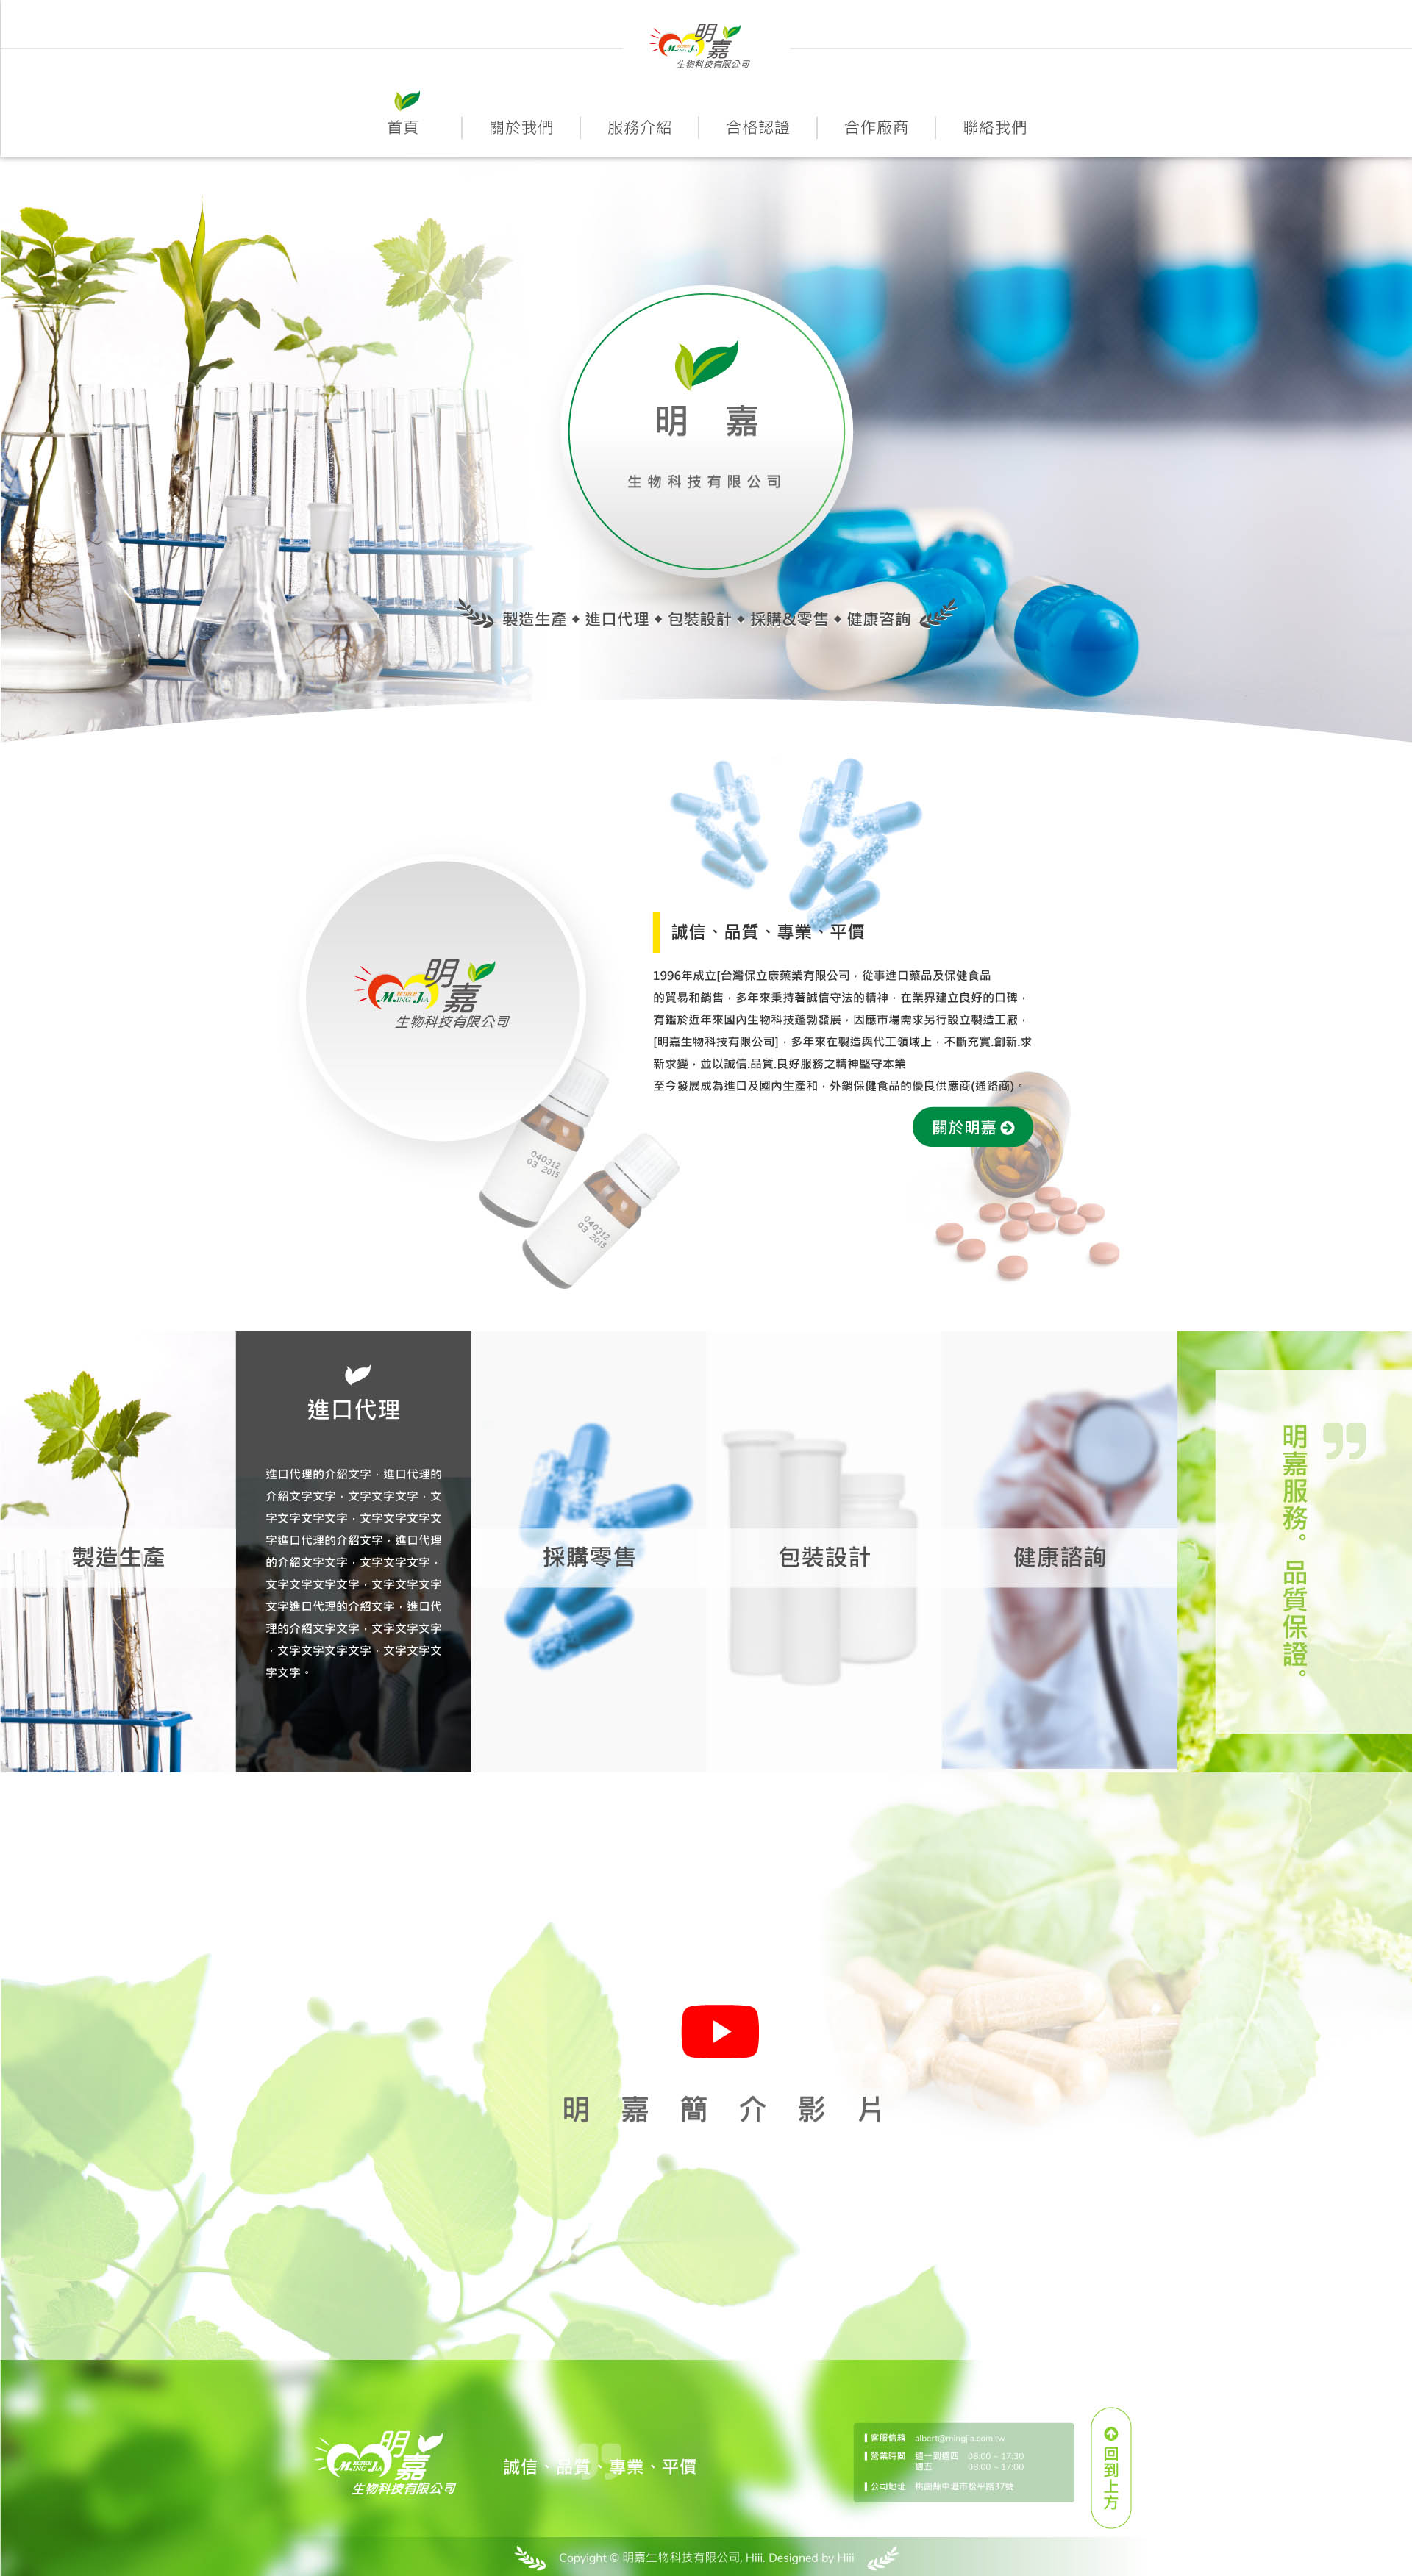 明嘉
MING JIA
生物科技有限公司
首頁
關於我們
服務介紹
合格認證
合作廠商
聯絡我們
明 嘉
生物科技有限公司
製造生產 ◆ 進口代理 ◆ 包裝設計 ◆ 採購&零售 ◆ 健康咨詢
誠信、品質、專業、平價
明嘉
MING JIA
生物科技有限公司
1996年成立[台灣保立康藥業有限公司，從事進口藥品及保健食品
的貿易和銷售，多年來秉持著誠信守法的精神，在業界建立良好的口碑，
有鑑於近年來國內生物科技蓬勃發展，因應市場需求另行設立製造工廠，
[明嘉生物科技有限公司]，多年來在製造與代工領域上，不斷充實.創新.求
新求變，並以誠信.品質.良好服務之精神堅守本業
至今發展成為進口及國內生產和，外銷保健食品的優良供應商(通路商)。
關於明嘉
040312
03 2015
040312
03 2015
製造生產
進口代理
進口代理的介紹文字，進口代理的
介紹文字文字，文字文字文字，文
字文字文字文字，文字文字文字文
字進口代理的介紹文字，進口代理
的介紹文字文字，文字文字文字，
文字文字文字文字，文字文字文字
文字進口代理的介紹文字，進口代
理的介紹文字文字，文字文字文字
，文字文字文字文字，文字文字文
字文字。
採購零售
包裝設計
健康諮詢
明嘉服務。品質保證。
明嘉簡介影片
明嘉
MING JIA
生物科技有限公司
誠信、品質、專業、平價
客服信箱 albert@mingjia.com.tw
營業時間 週一到週四 08:00 ~ 17:30
週五 08:00 ~ 17:00
公司地址 桃園縣中壢市松平路37號
回到上方
Copyright © 明嘉生物科技有限公司, Hiii. Designed by Hiii